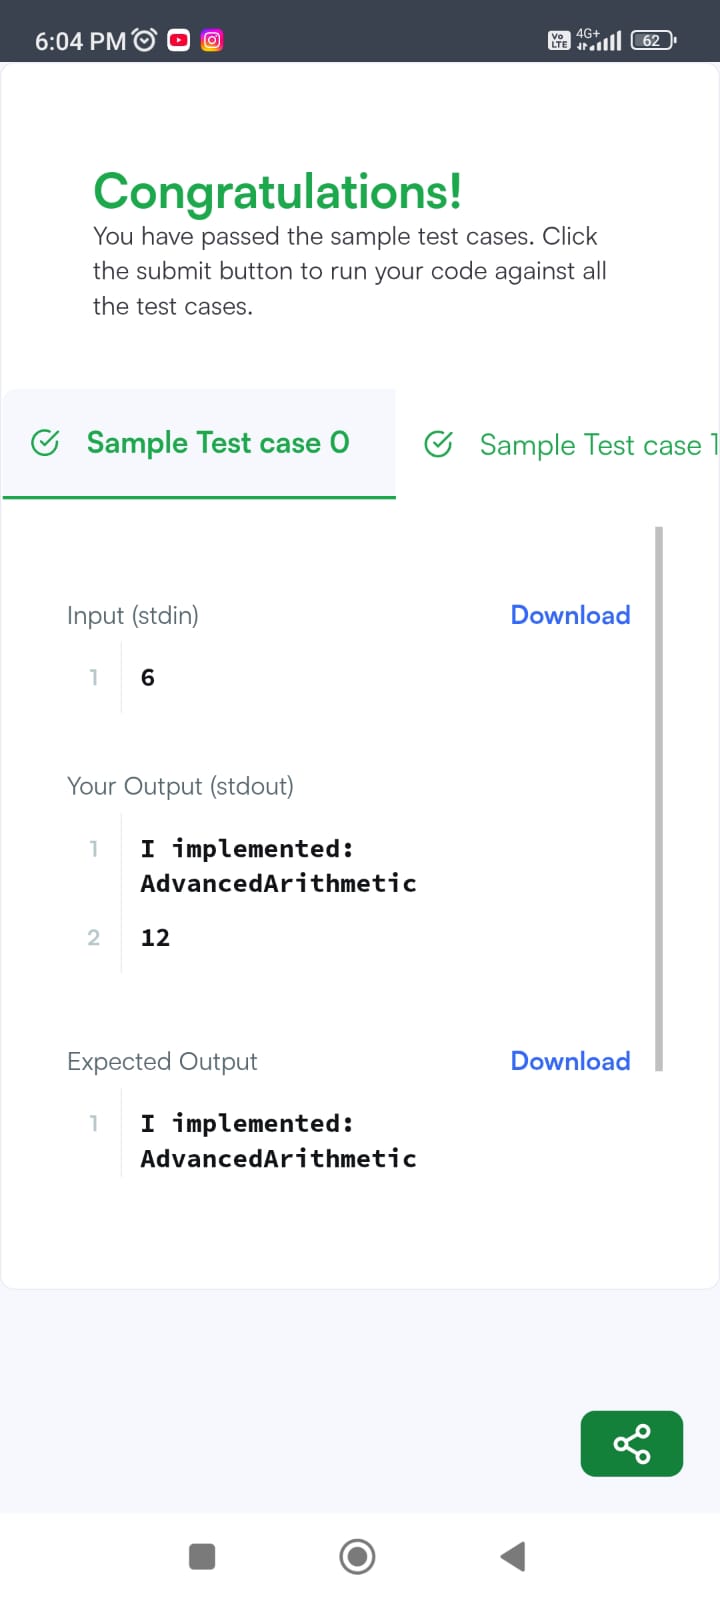 6:04 PM
Vo LTE 4G+ 62
Congratulations!
You have passed the sample test cases. Click
the submit button to run your code against all
the test cases.
Sample Test case 0
Sample Test case 1
Input (stdin) Download
1 6
Your Output (stdout)
1 I implemented:
AdvancedArithmetic
2 12
Expected Output Download
1 I implemented:
AdvancedArithmetic